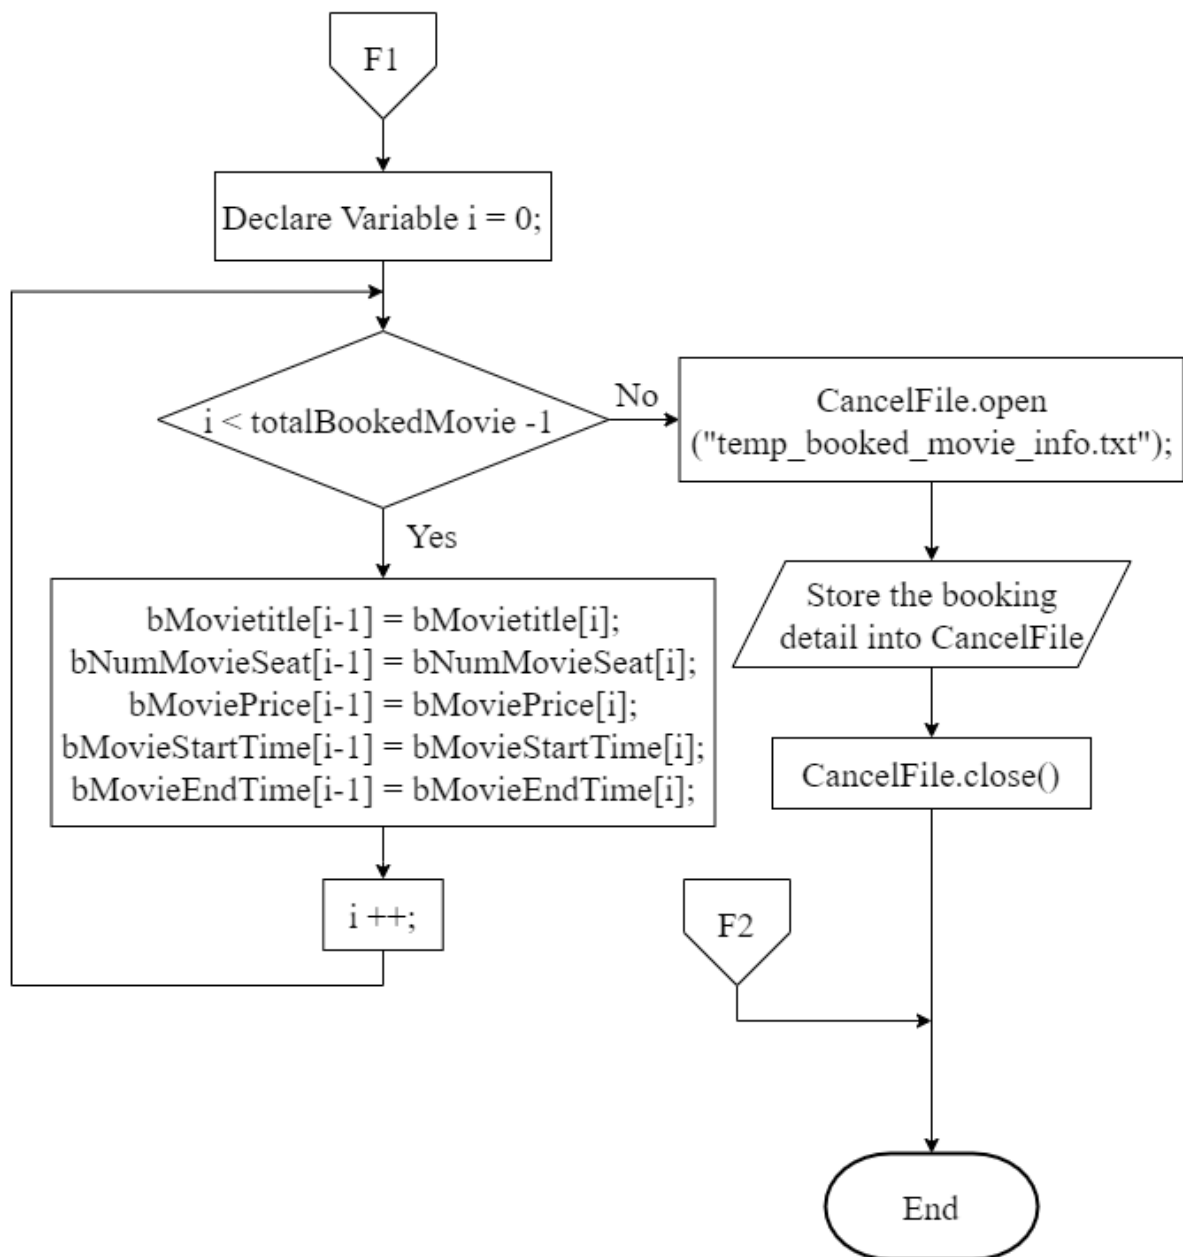 F1
Declare Variable i = 0;
i < totalBookedMovie -1
No
CancelFile.open
("temp_booked_movie_info.txt");
Yes
bMovietitle[i-1] = bMovietitle[i];
bNumMovieSeat[i-1] = bNumMovieSeat[i];
bMoviePrice[i-1] = bMoviePrice[i];
bMovieStartTime[i-1] = bMovieStartTime[i];
bMovieEndTime[i-1] = bMovieEndTime[i];
i ++;
Store the booking
detail into CancelFile
CancelFile.close()
F2
End